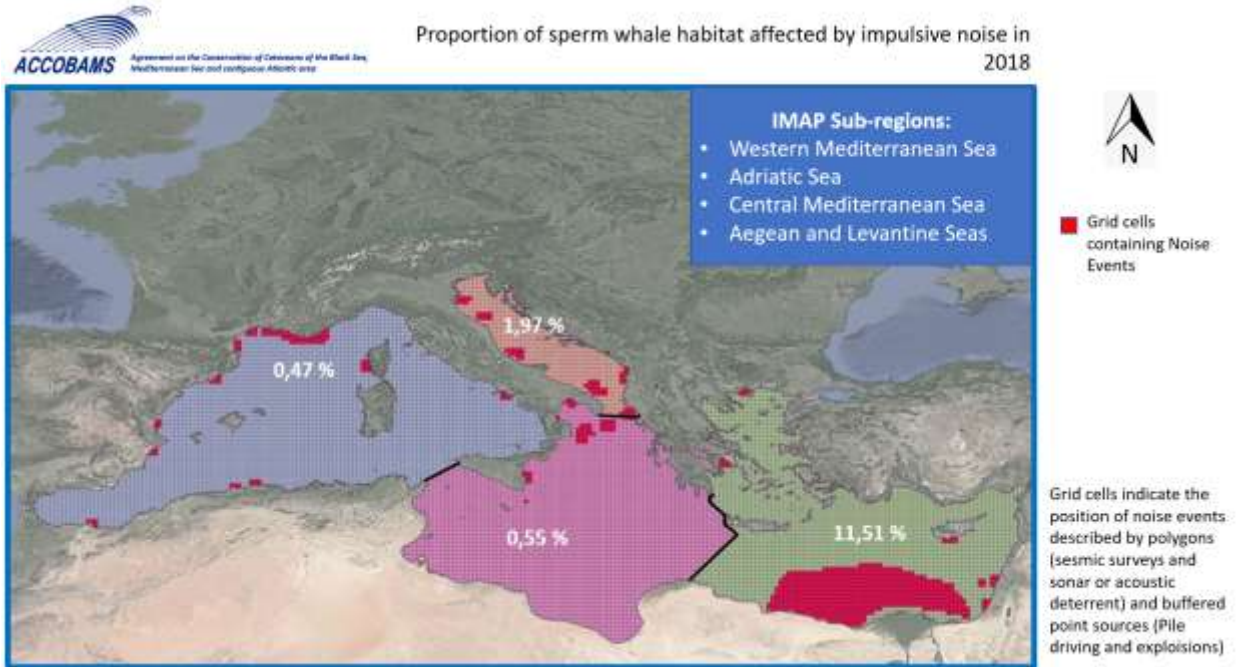 Proportion of sperm whale habitat affected by impulsive noise in
2018
ACCOBAMS
Agreement on the Conservation of Cetaceans of the Black Sea,
Mediterranean Sea and contiguous Atlantic area
IMAP Sub-regions:
• Western Mediterranean Sea
• Adriatic Sea
• Central Mediterranean Sea
• Aegean and Levantine Seas
N
Grid cells
containing Noise
Events
1,97 %
0,47 %
0,55 %
11,51 %
Grid cells indicate the
position of noise events
described by polygons
(sesmic surveys and
sonar or acoustic
deterrent) and buffered
point sources (Pile
driving and exploisions)